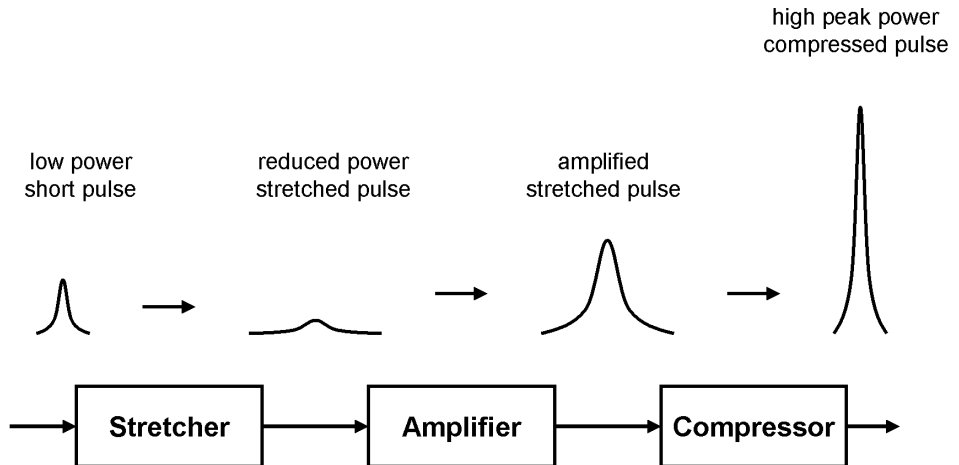 high peak power
compressed pulse
low power
short pulse
reduced power
stretched pulse
amplified
stretched pulse
Stretcher
Amplifier
Compressor